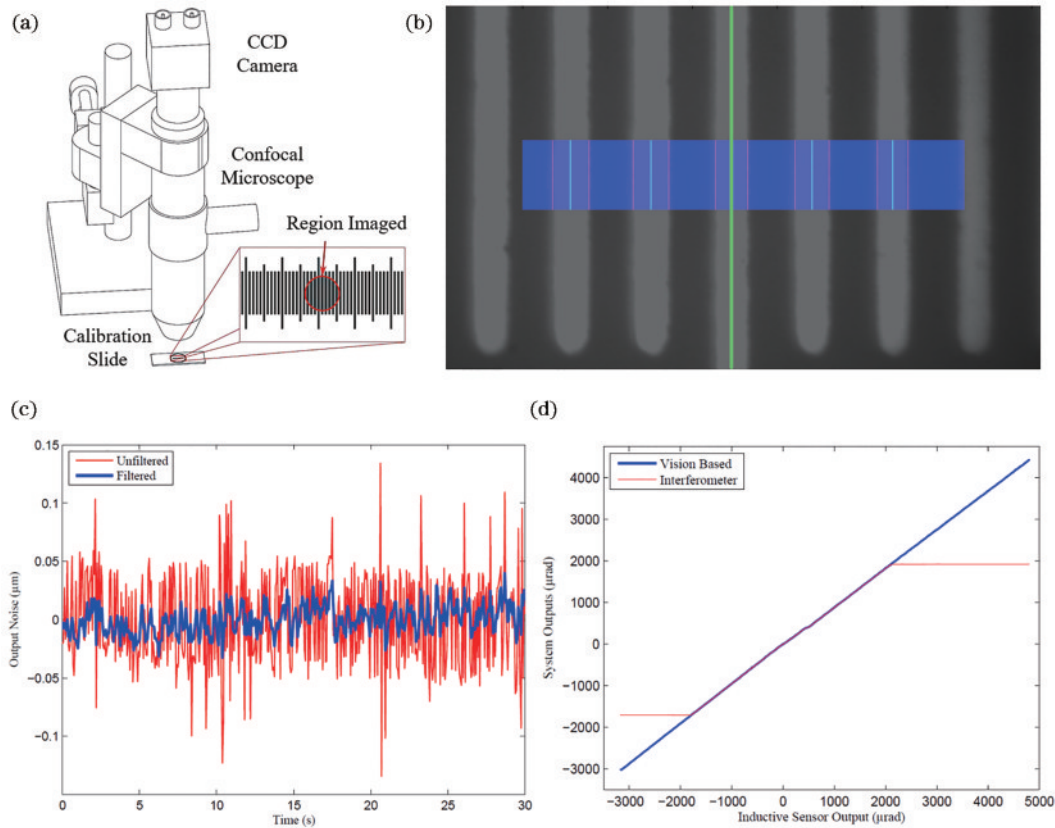 (a)
CCD
Camera
Confocal
Microscope
Region Imaged
Calibration
Slide
(b)
(c)
0.15
0.1
0.05
0
−0.05
−0.1
Output Noise (μm)
Unfiltered
Filtered
0 5 10 15 20 25 30
Time (s)
(d)
4000
3000
2000
1000
0
−1000
−2000
−3000
System Outputs (μrad)
Vision Based
Interferometer
−3000 −2000 −1000 0 1000 2000 3000 4000 5000
Inductive Sensor Output (μrad)